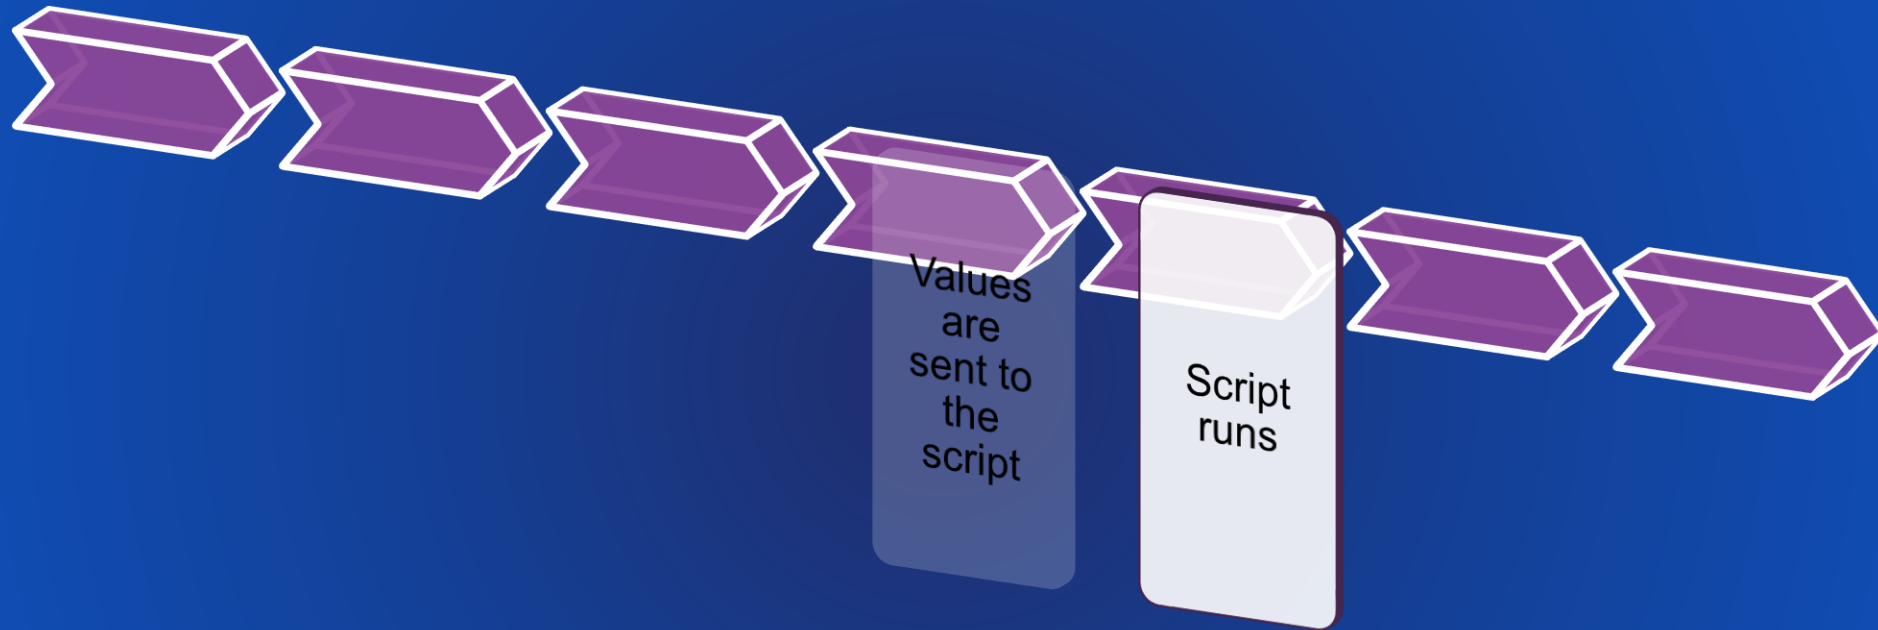 Values
are
sent to
the
script
Script
runs